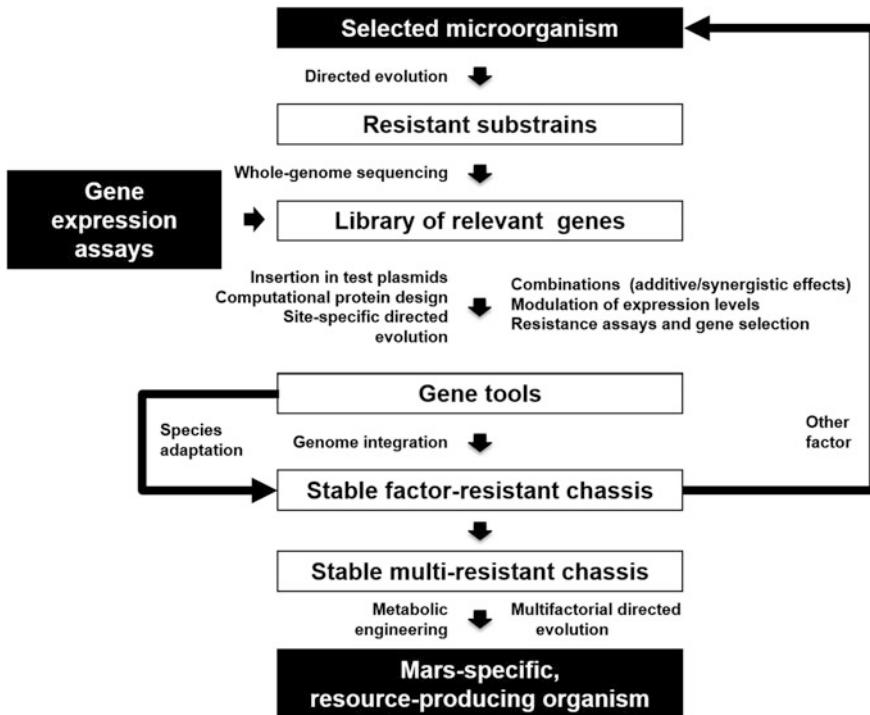 Selected microorganism
Directed evolution
Resistant substrains
Whole-genome sequencing
Gene
expression
assays
Library of relevant genes
Insertion in test plasmids
Computational protein design
Site-specific directed
evolution
Combinations (additive/synergistic effects)
Modulation of expression levels
Resistance assays and gene selection
Gene tools
Species
adaptation
Genome integration
Other
factor
Stable factor-resistant chassis
Stable multi-resistant chassis
Metabolic
engineering
Multifactorial directed
evolution
Mars-specific,
resource-producing organism